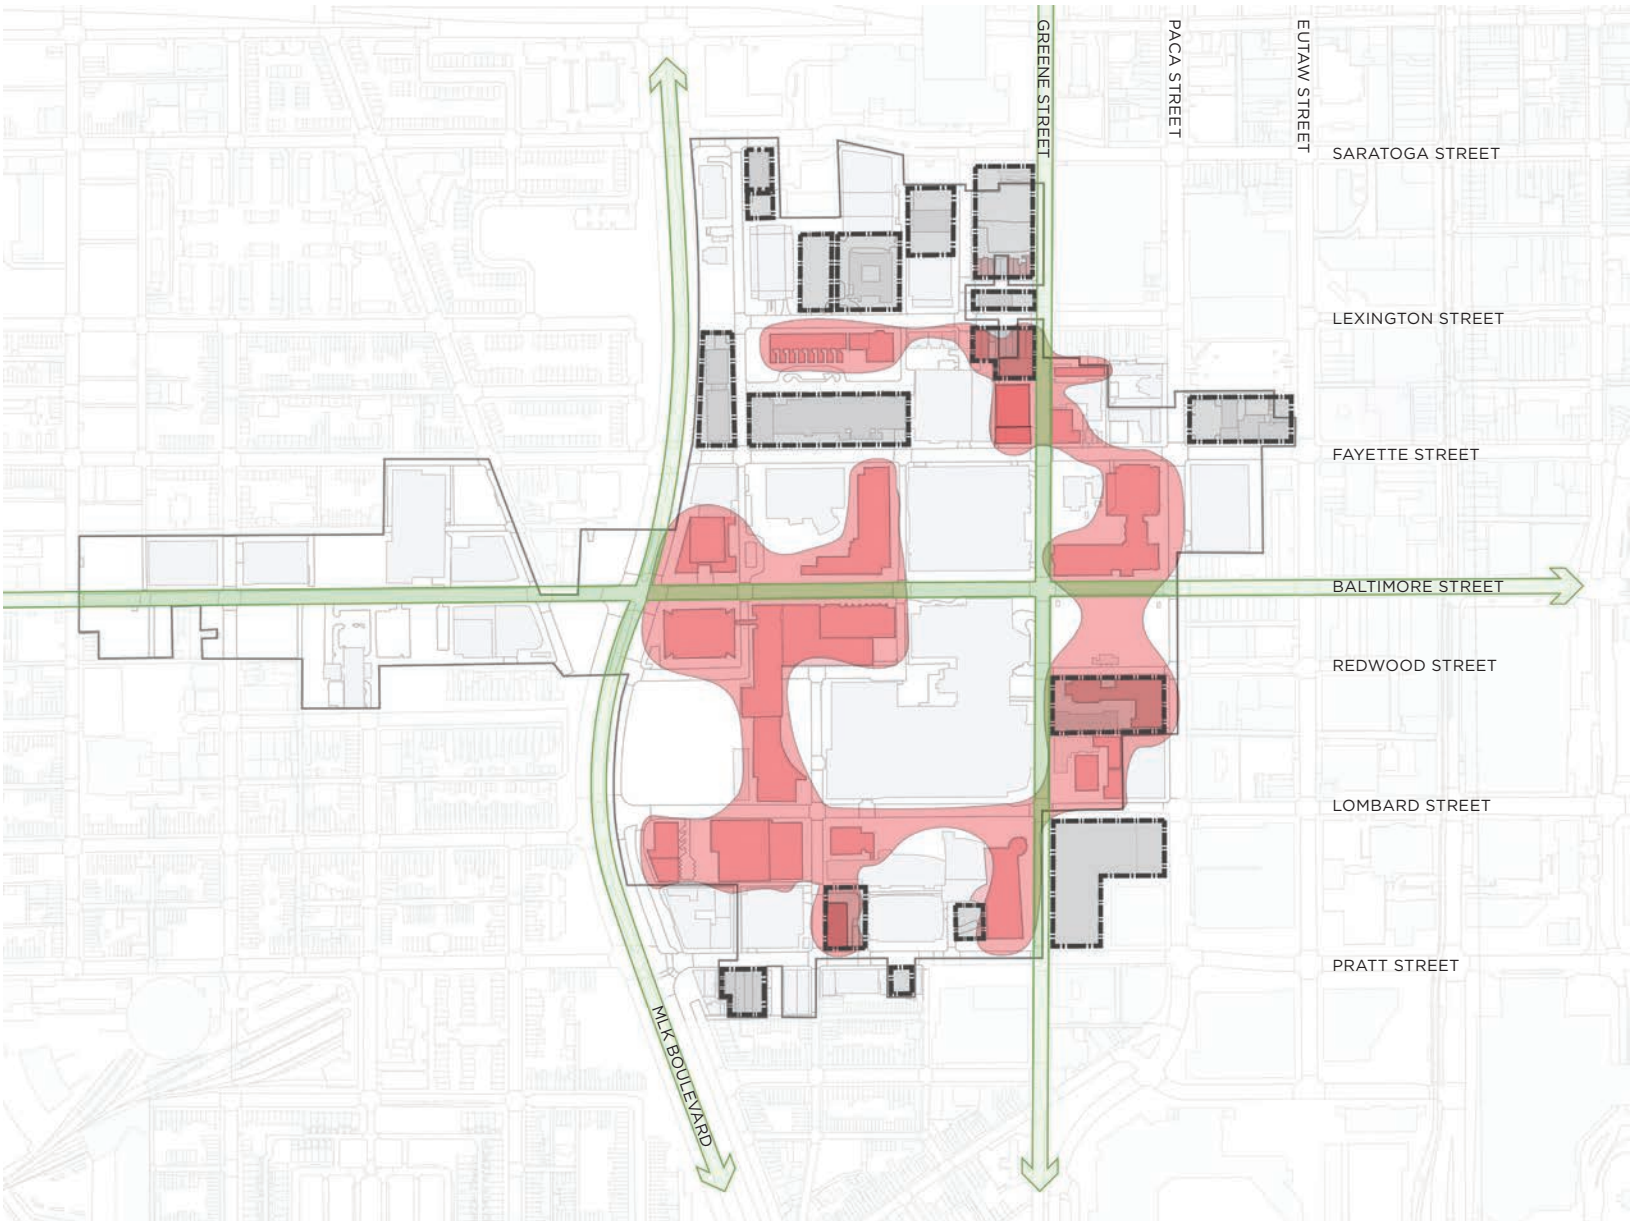 GREENE STREET
PACA STREET
EUTAW STREET
SARATOGA STREET
LEXINGTON STREET
FAYETTE STREET
BALTIMORE STREET
REDWOOD STREET
LOMBARD STREET
PRATT STREET
MLK BOULEVARD